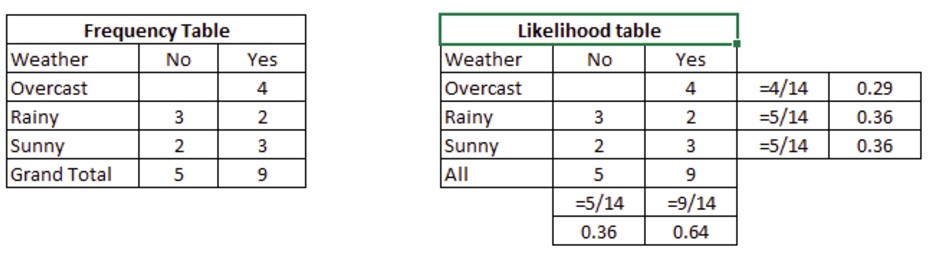 Frequency Table
Weather No Yes
Overcast 4
Rainy 3 2
Sunny 2 3
Grand Total 5 9
Likelihood table
Weather No Yes
Overcast 4 =4/14 0.29
Rainy 3 2 =5/14 0.36
Sunny 2 3 =5/14 0.36
All 5 9
=5/14 =9/14
0.36 0.64